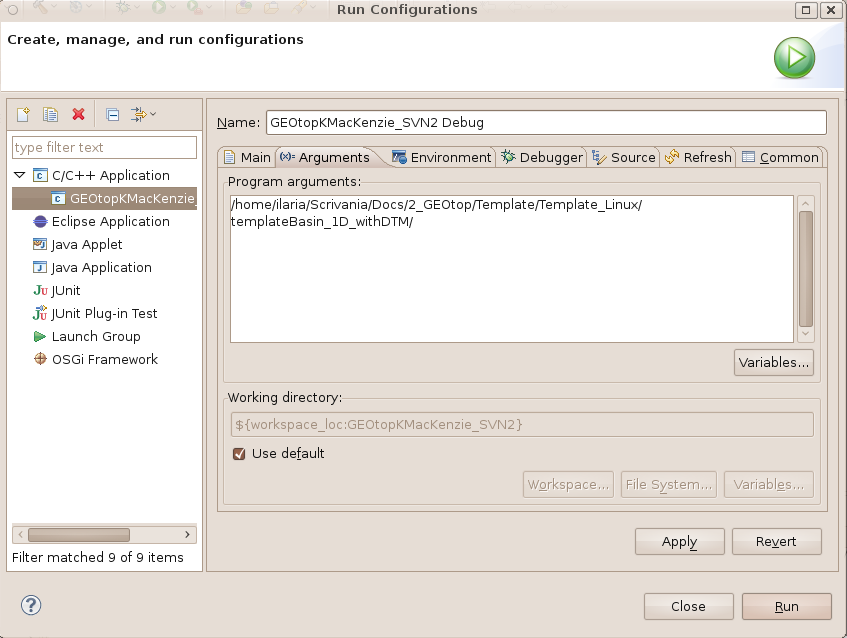 Run Configurations
Create, manage, and run configurations
type filter text
C/C++ Application
GEOtopKMacKenzie
Eclipse Application
Java Applet
Java Application
JUnit
JUnit Plug-in Test
Launch Group
OSGi Framework
Filter matched 9 of 9 items
Name: GEOtopKMacKenzie_SVN2 Debug
Main (x)= Arguments Environment Debugger Source Refresh Common
Program arguments:
/home/ilaria/Scrivania/Docs/2_GEOtop/Template/Template_Linux/
templateBasin_1D_withDTM/
Variables...
Working directory:
${workspace_loc:GEOtopKMacKenzie_SVN2}
Use default
Workspace... File System... Variables...
Apply Revert
Close Run